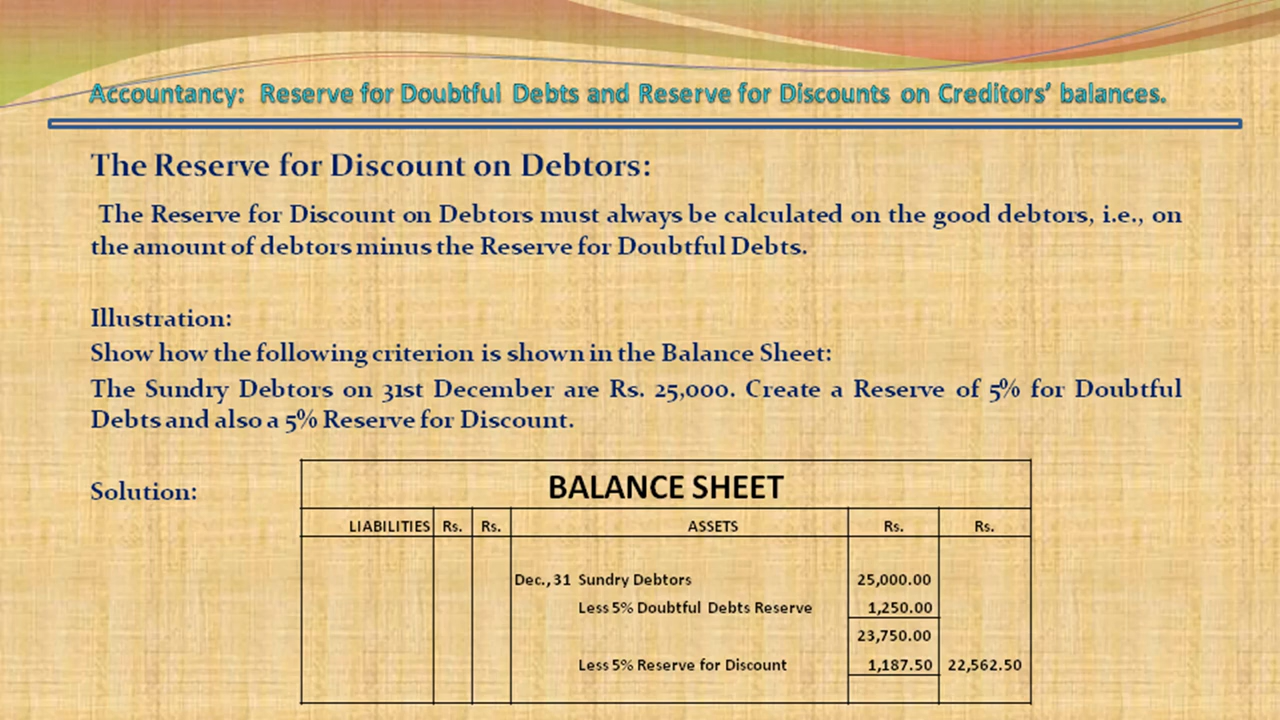 Accountancy: Reserve for Doubtful Debts and Reserve for Discounts on Creditors' balances.
The Reserve for Discount on Debtors:
The Reserve for Discount on Debtors must always be calculated on the good debtors, i.e., on
the amount of debtors minus the Reserve for Doubtful Debts.
Illustration:
Show how the following criterion is shown in the Balance Sheet:
The Sundry Debtors on 31st December are Rs. 25,000. Create a Reserve of 5% for Doubtful
Debts and also a 5% Reserve for Discount.
Solution:
BALANCE SHEET
LIABILITIES Rs. Rs. ASSETS Rs. Rs.
Dec., 31 Sundry Debtors 25,000.00
Less 5% Doubtful Debts Reserve 1,250.00
23,750.00
Less 5% Reserve for Discount 1,187.50 22,562.50